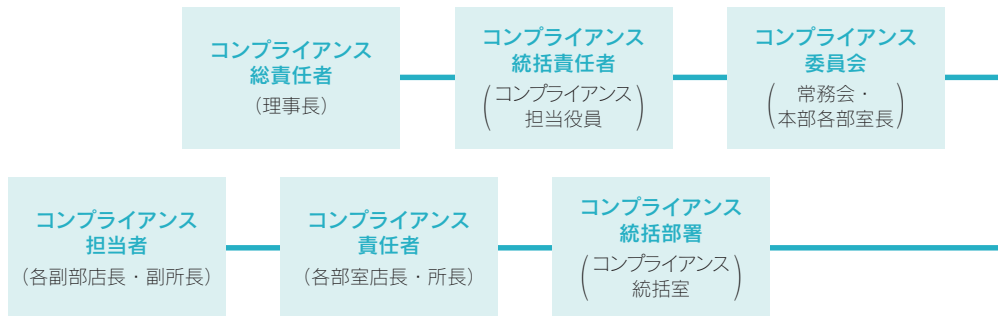 コンプライアンス
総責任者
（理事長）
コンプライアンス
統括責任者
（コンプライアンス
担当役員）
コンプライアンス
委員会
（常務会・
本部各部室長）
コンプライアンス
担当者
（各副部店長・副所長）
コンプライアンス
責任者
（各部室店長・所長）
コンプライアンス
統括部署
（コンプライアンス
統括室）